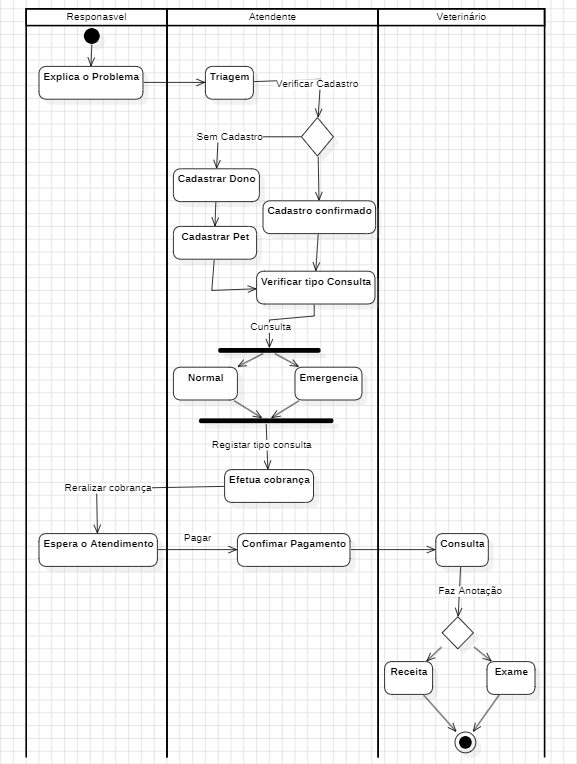 Responasvel
Atendente
Veterinário
Explica o Problema
Triagem
Verificar Cadastro
Sem Cadastro
Cadastrar Dono
Cadastro confirmado
Cadastrar Pet
Verificar tipo Consulta
Cunsulta
Normal
Emergencia
Registar tipo consulta
Efetua cobrança
Reralizar cobrança
Espera o Atendimento
Pagar
Confimar Pagamento
Consulta
Faz Anotação
Receita
Exame